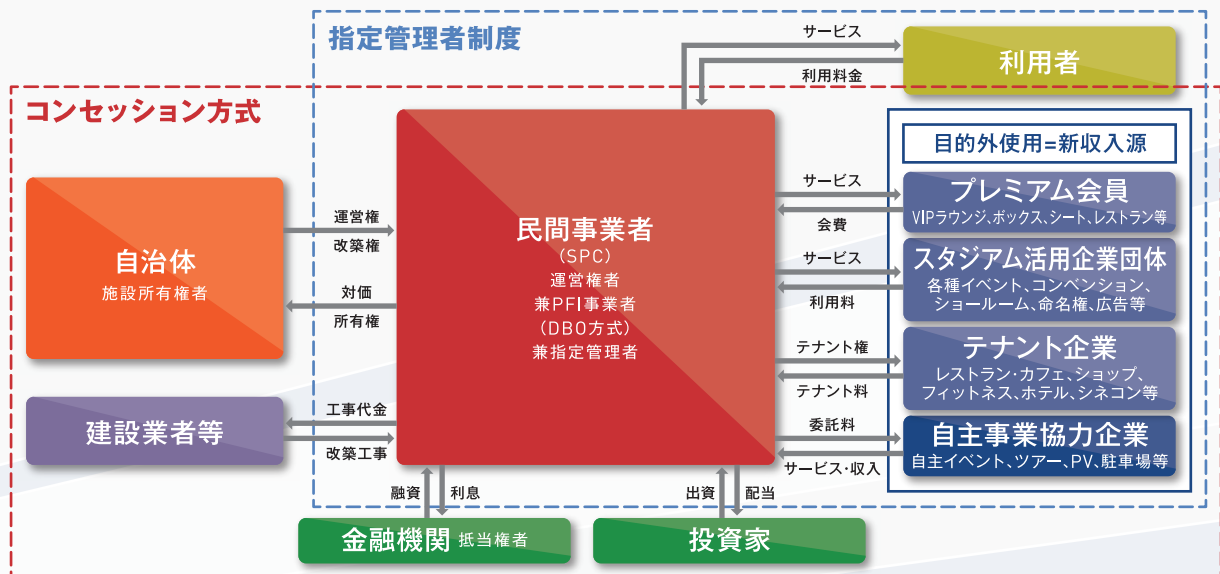 指定管理者制度
サービス
利用料金
利用者
コンセッション方式
目的外使用=新収入源
自治体
施設所有権者
運営権
改築権
対価
所有権
民間事業者
(SPC)
運営権者
兼PFI事業者
(DBO方式)
兼指定管理者
サービス
会費
プレミアム会員
VIPラウンジ、ボックス、シート、レストラン等
サービス
利用料
スタジアム活用企業団体
各種イベント、コンベンション、
ショールーム、命名権、広告等
テナント権
テナント料
テナント企業
レストラン・カフェ、ショップ、
フィットネス、ホテル、シネコン等
委託料
サービス・収入
自主事業協力企業
自主イベント、ツアー、PV、駐車場等
建設業者等
工事代金
改築工事
融資
利息
出資
配当
金融機関 抵当権者
投資家